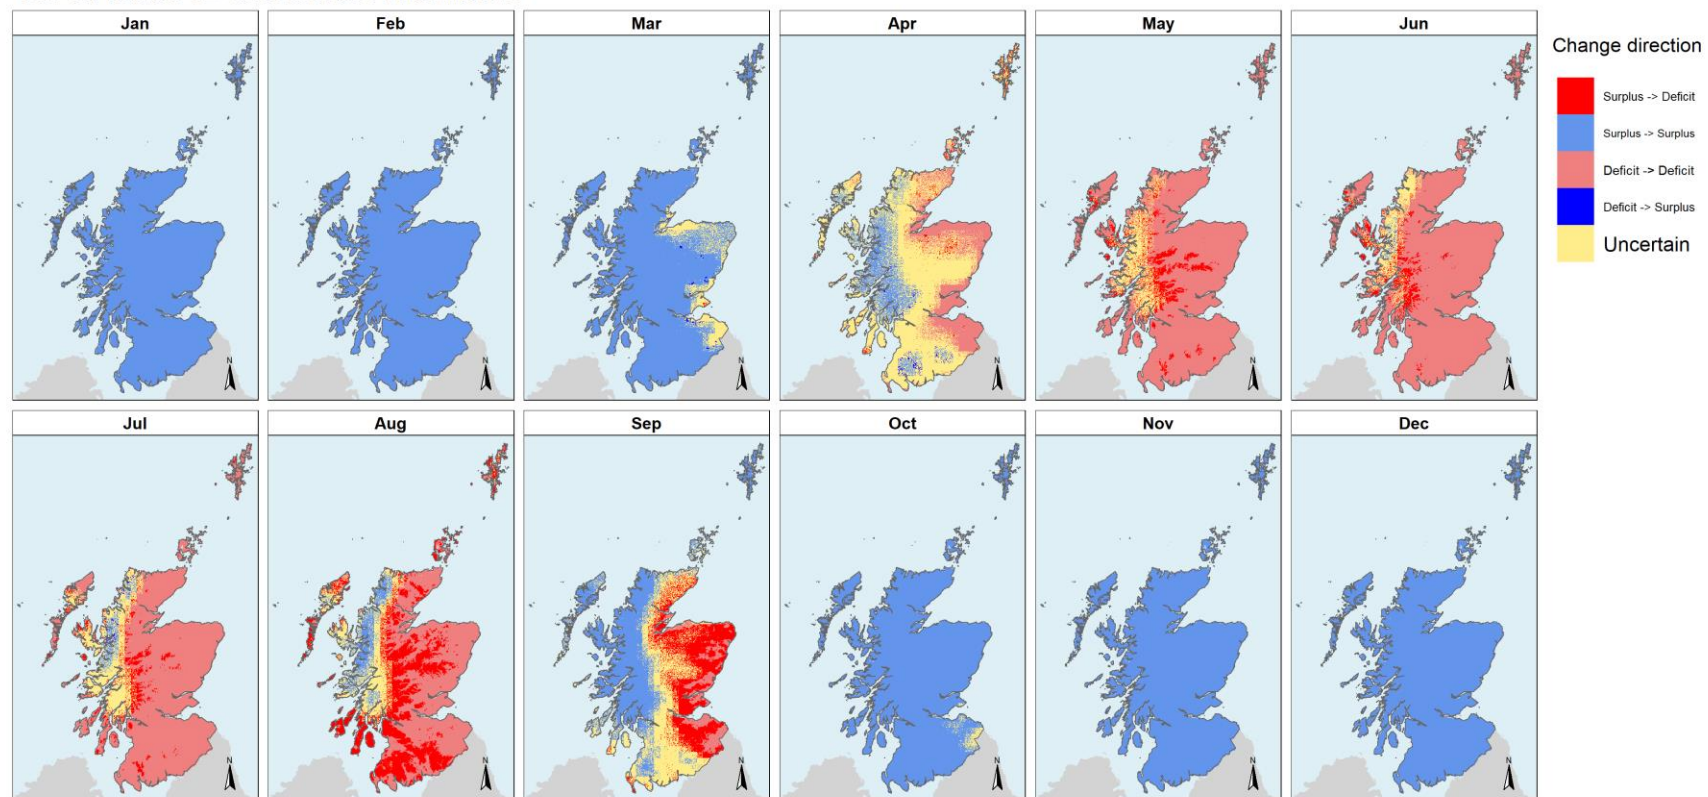 Jan
Feb
Mar
Apr
May
Jun
Change direction
Surplus -> Deficit
Surplus -> Surplus
Deficit -> Deficit
Deficit -> Surplus
Uncertain
N
N
N
N
N
N
Jul
Aug
Sep
Oct
Nov
Dec
N
N
N
N
N
N